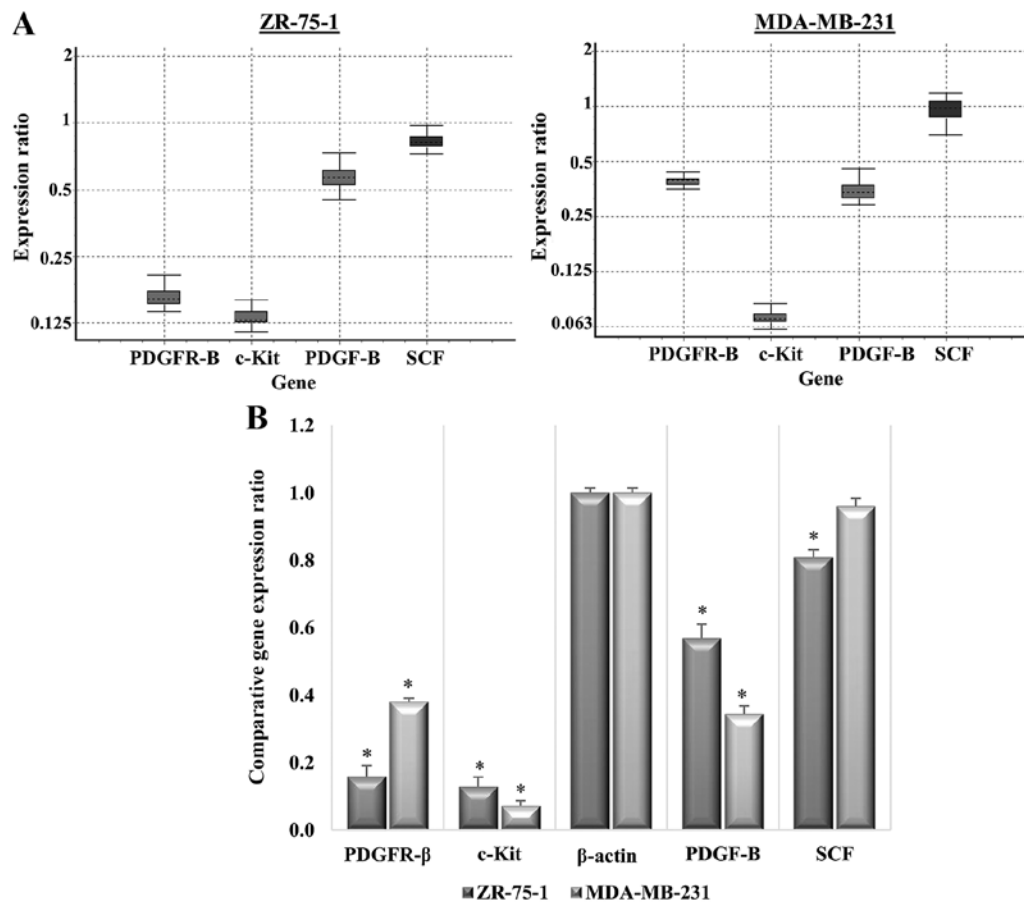 A
ZR-75-1
Expression ratio
2
1
0.5
0.25
0.125
PDGFR-B c-Kit PDGF-B SCF
Gene
MDA-MB-231
Expression ratio
2
1
0.5
0.25
0.125
0.063
PDGFR-B c-Kit PDGF-B SCF
Gene
B
Comparative gene expression ratio
1.2
1.0
0.8
0.6
0.4
0.2
0.0
* * * * * * *
PDGFR-β c-Kit β-actin PDGF-B SCF
ZR-75-1 MDA-MB-231